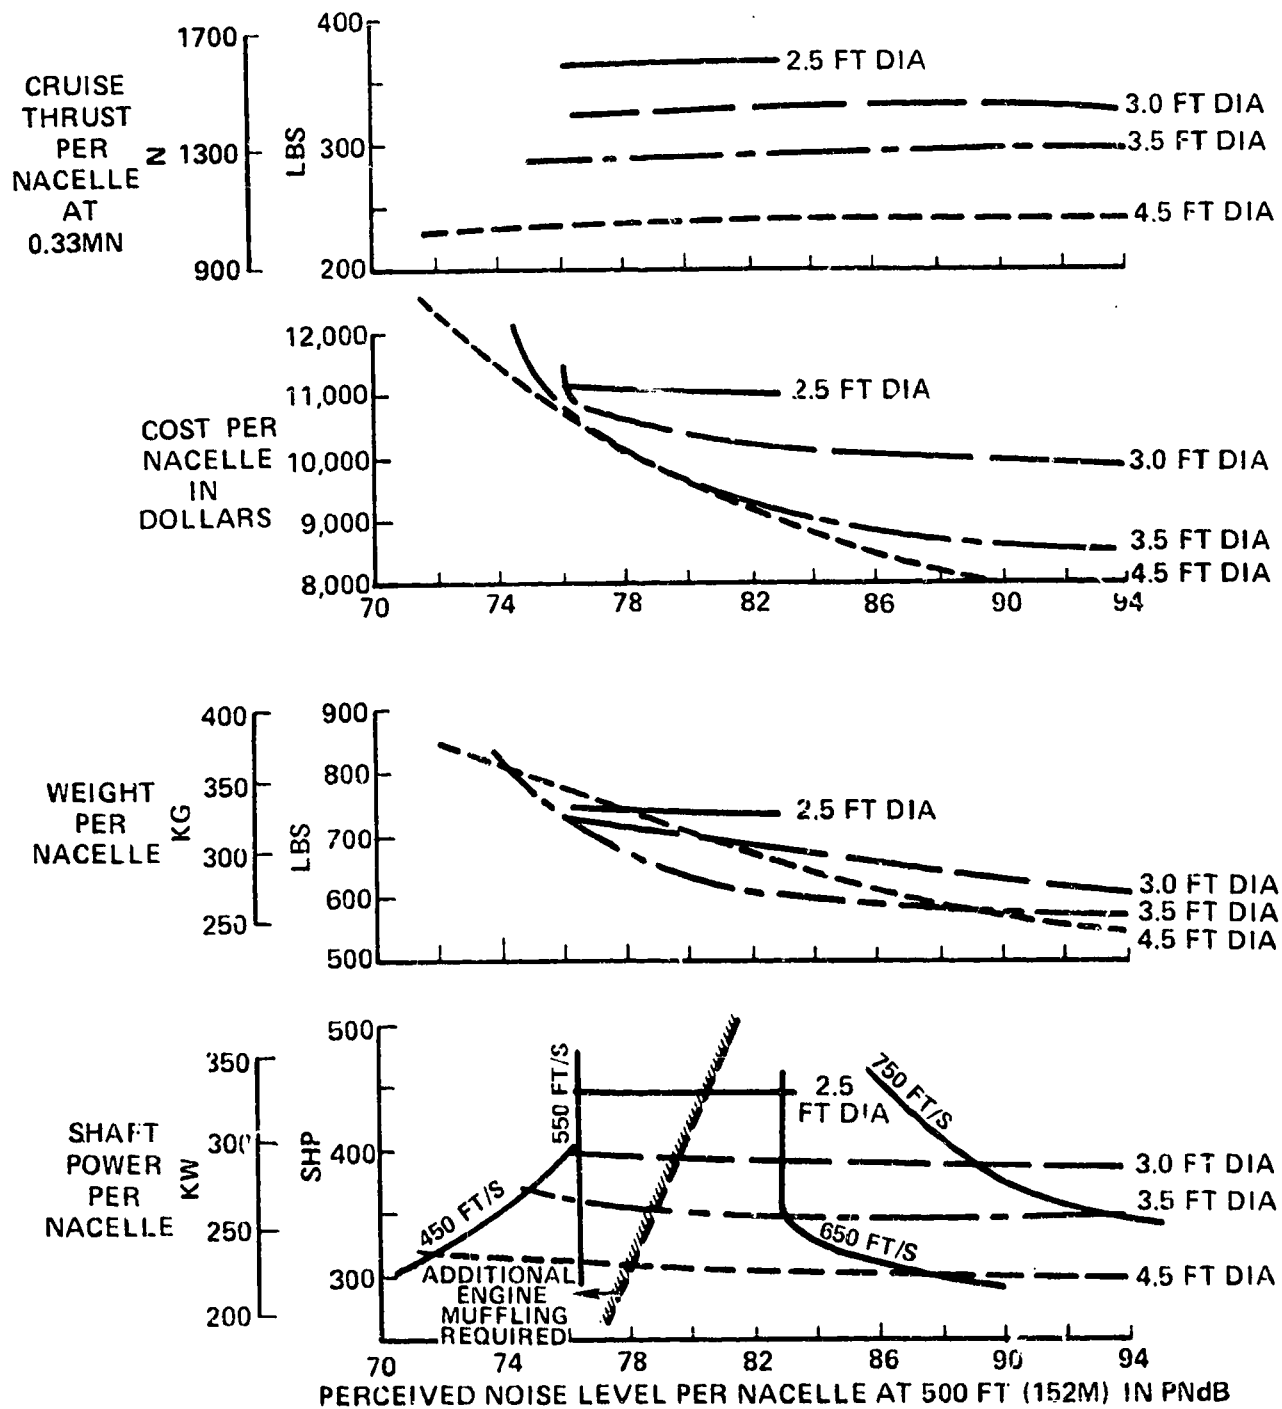 CRUISE
THRUST
PER
NACELLE
AT
0.33MN
N
1700
1300
900
LBS
400
300
200
2.5 FT DIA
3.0 FT DIA
3.5 FT DIA
4.5 FT DIA
COST PER
NACELLE
IN
DOLLARS
12,000
11,000
10,000
9,000
8,000
2.5 FT DIA
3.0 FT DIA
3.5 FT DIA
4.5 FT DIA
70 74 78 82 86 90 94
WEIGHT
PER
NACELLE
KG
400
350
300
250
LBS
900
800
700
600
500
2.5 FT DIA
3.0 FT DIA
3.5 FT DIA
4.5 FT DIA
SHAFT
POWER
PER
NACELLE
KW
350
300
250
200
SHP
500
400
300
450 FT/S
550 FT/S
650 FT/S
750 FT/S
2.5
FT DIA
3.0 FT DIA
3.5 FT DIA
4.5 FT DIA
ADDITIONAL
ENGINE
MUFFLING
REQUIRED
70 74 78 82 86 90 94
PERCEIVED NOISE LEVEL PER NACELLE AT 500 FT (152M) IN PNdB